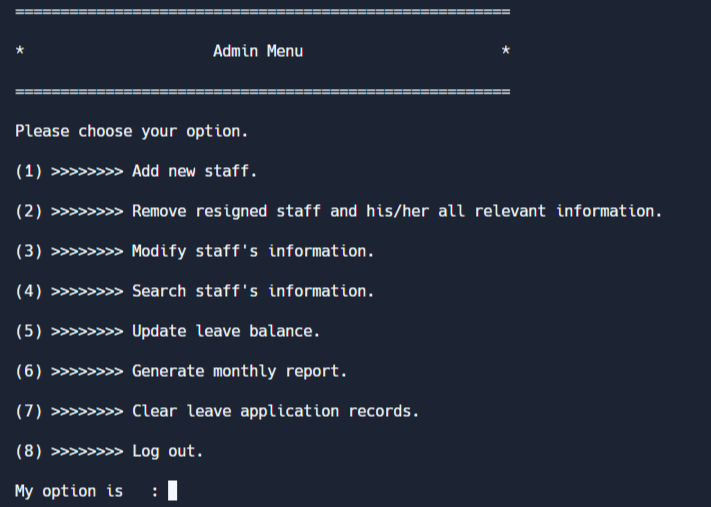 =======================================================
* Admin Menu *
=======================================================
Please choose your option.
(1) >>>>>>>> Add new staff.
(2) >>>>>>>> Remove resigned staff and his/her all relevant information.
(3) >>>>>>>> Modify staff's information.
(4) >>>>>>>> Search staff's information.
(5) >>>>>>>> Update leave balance.
(6) >>>>>>>> Generate monthly report.
(7) >>>>>>>> Clear leave application records.
(8) >>>>>>>> Log out.
My option is   :